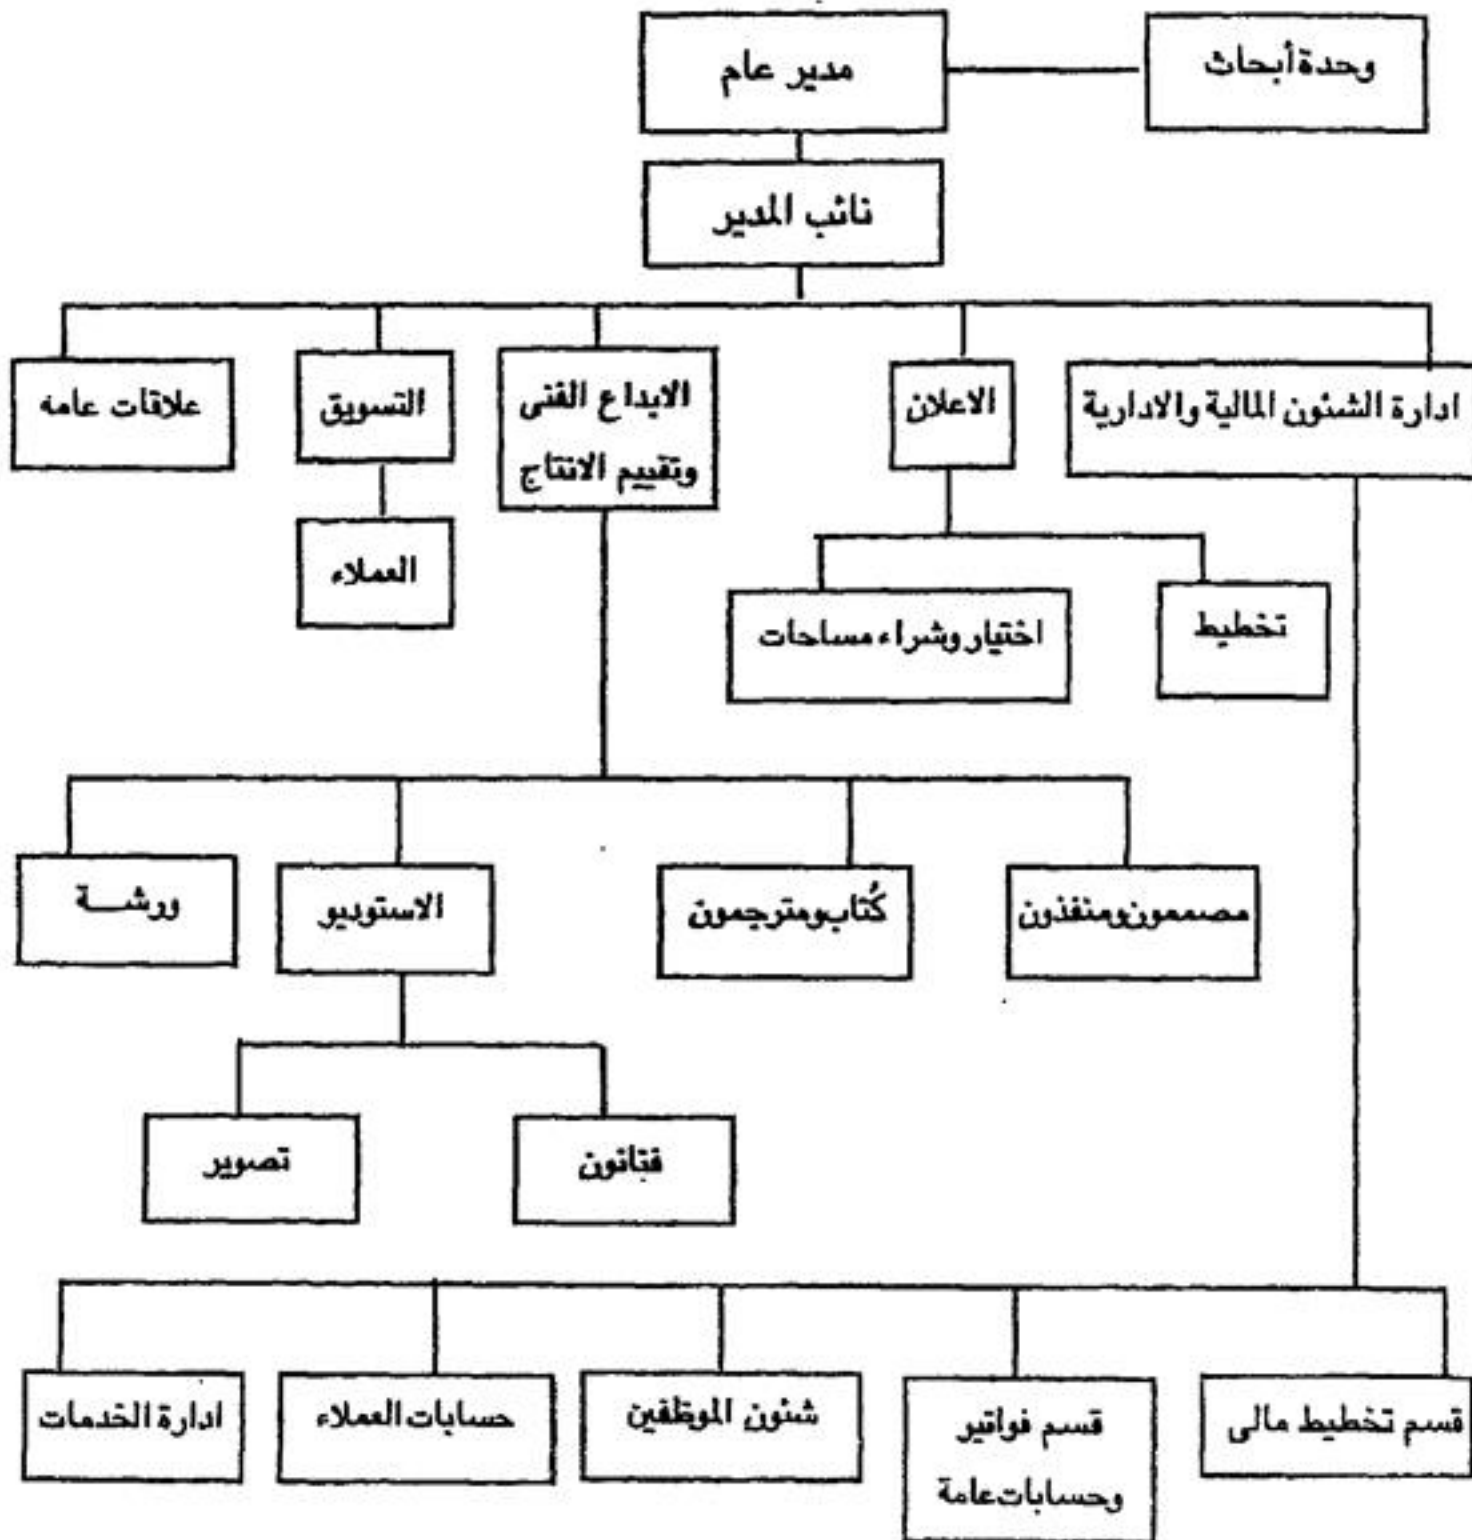 مدير عام
وحدة أبحاث
نائب المدير
ادارة الشئون المالية والادارية
الاعلان
الابداع الفنى
وتقييم الانتاج
التسويق
علاقات عامه
العملاء
تخطيط
اختيار وشراء مساحات
مصممون ومنفذون
كُتاب ومترجمون
الاستوديو
ورشـــة
فنانون
تصوير
قسم تخطيط مالى
قسم فواتير
وحسابات عامة
شئون الموظفين
حسابات العملاء
ادارة الخدمات